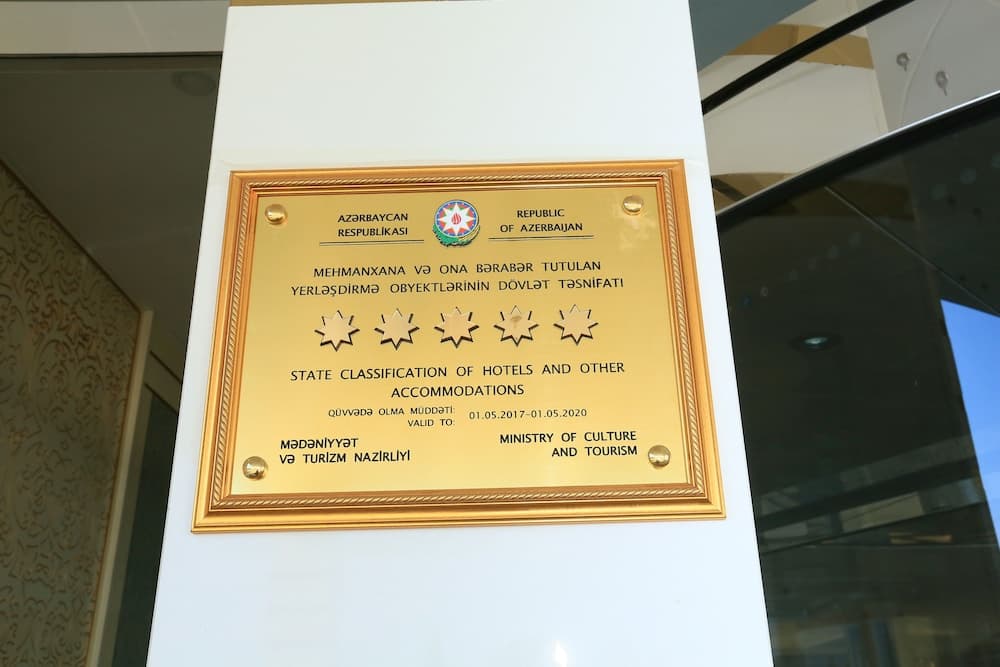 AZƏRBAYCAN
RESPUBLİKASI
REPUBLIC
OF AZERBAIJAN
MEHMANXANA VƏ ONA BƏRABƏR TUTULAN
YERLƏŞDİRMƏ OBYEKTLƏRİNİN DÖVLƏT TƏSNİFATI
STATE CLASSIFICATION OF HOTELS AND OTHER
ACCOMMODATIONS
QÜVVƏDƏ OLMA MÜDDƏTİ:
VALID TO:
01.05.2017-01.05.2020
MƏDƏNİYYƏT
VƏ TURİZM NAZİRLİYİ
MINISTRY OF CULTURE
AND TOURISM